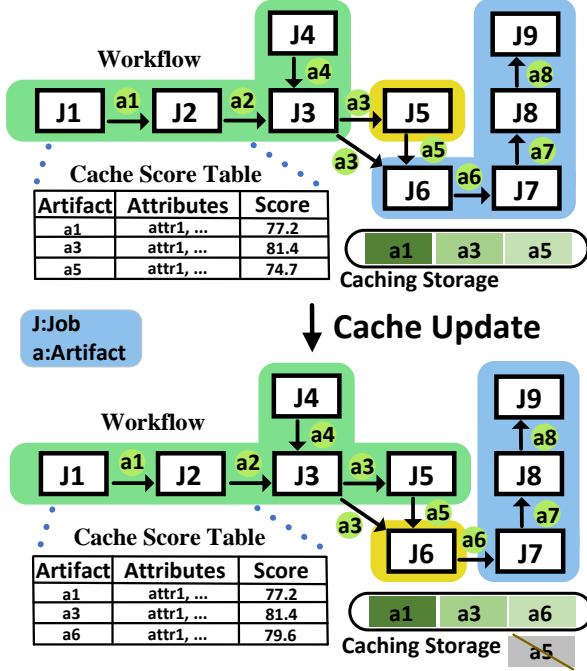 J4
J9
Workflow
a4
a8
a1
a2
a3
J1
J2
J3
J5
J8
a3
a5
a7
Cache Score Table
J6
a6
J7
Artifact Attributes Score
a1 attr1, ... 77.2
a3 attr1, ... 81.4
a5 attr1, ... 74.7
a1 a3 a5
Caching Storage
J:Job
a:Artifact
Cache Update
J4
J9
Workflow
a4
a8
a1
a2
a3
J1
J2
J3
J5
J8
a3
a5
a7
Cache Score Table
J6
a6
J7
Artifact Attributes Score
a1 attr1, ... 77.2
a3 attr1, ... 81.4
a6 attr1, ... 79.6
a1 a3 a6
Caching Storage
a5